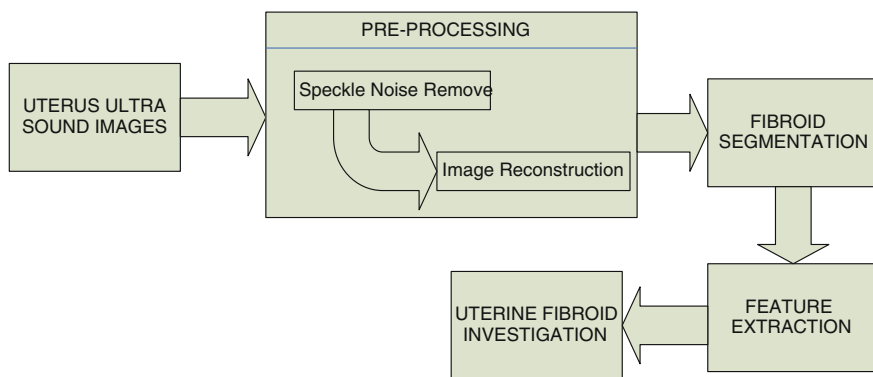 PRE-PROCESSING
UTERUS ULTRA
SOUND IMAGES
Speckle Noise Remove
Image Reconstruction
FIBROID
SEGMENTATION
FEATURE
EXTRACTION
UTERINE FIBROID
INVESTIGATION